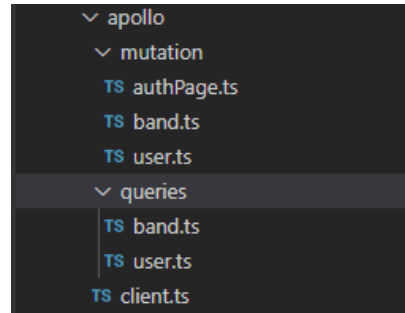 apollo
mutation
TS authPage.ts
TS band.ts
TS user.ts
queries
TS band.ts
TS user.ts
TS client.ts